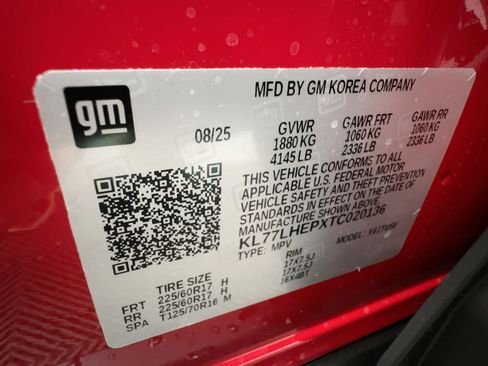 gm
MFD BY GM KOREA COMPANY
08/25
GVWR GAWR FRT GAWR RR
1880 KG 1060 KG 1060 KG
4145 LB 2336 LB 2336 LB
THIS VEHICLE CONFORMS TO ALL
APPLICABLE U.S. FEDERAL MOTOR
VEHICLE SAFETY AND THEFT PREVENTION
STANDARDS IN EFFECT ON THE DATE OF
MANUFACTURE SHOWN ABOVE.
KL77LHEPXTC020136
TYPE: MPV MODEL:
TIRE SIZE RIM
FRT 225/60R17 H 17X7.5J
RR 225/60R17 H 17X7.5J
SPA T125/70R16 M 16X4BT